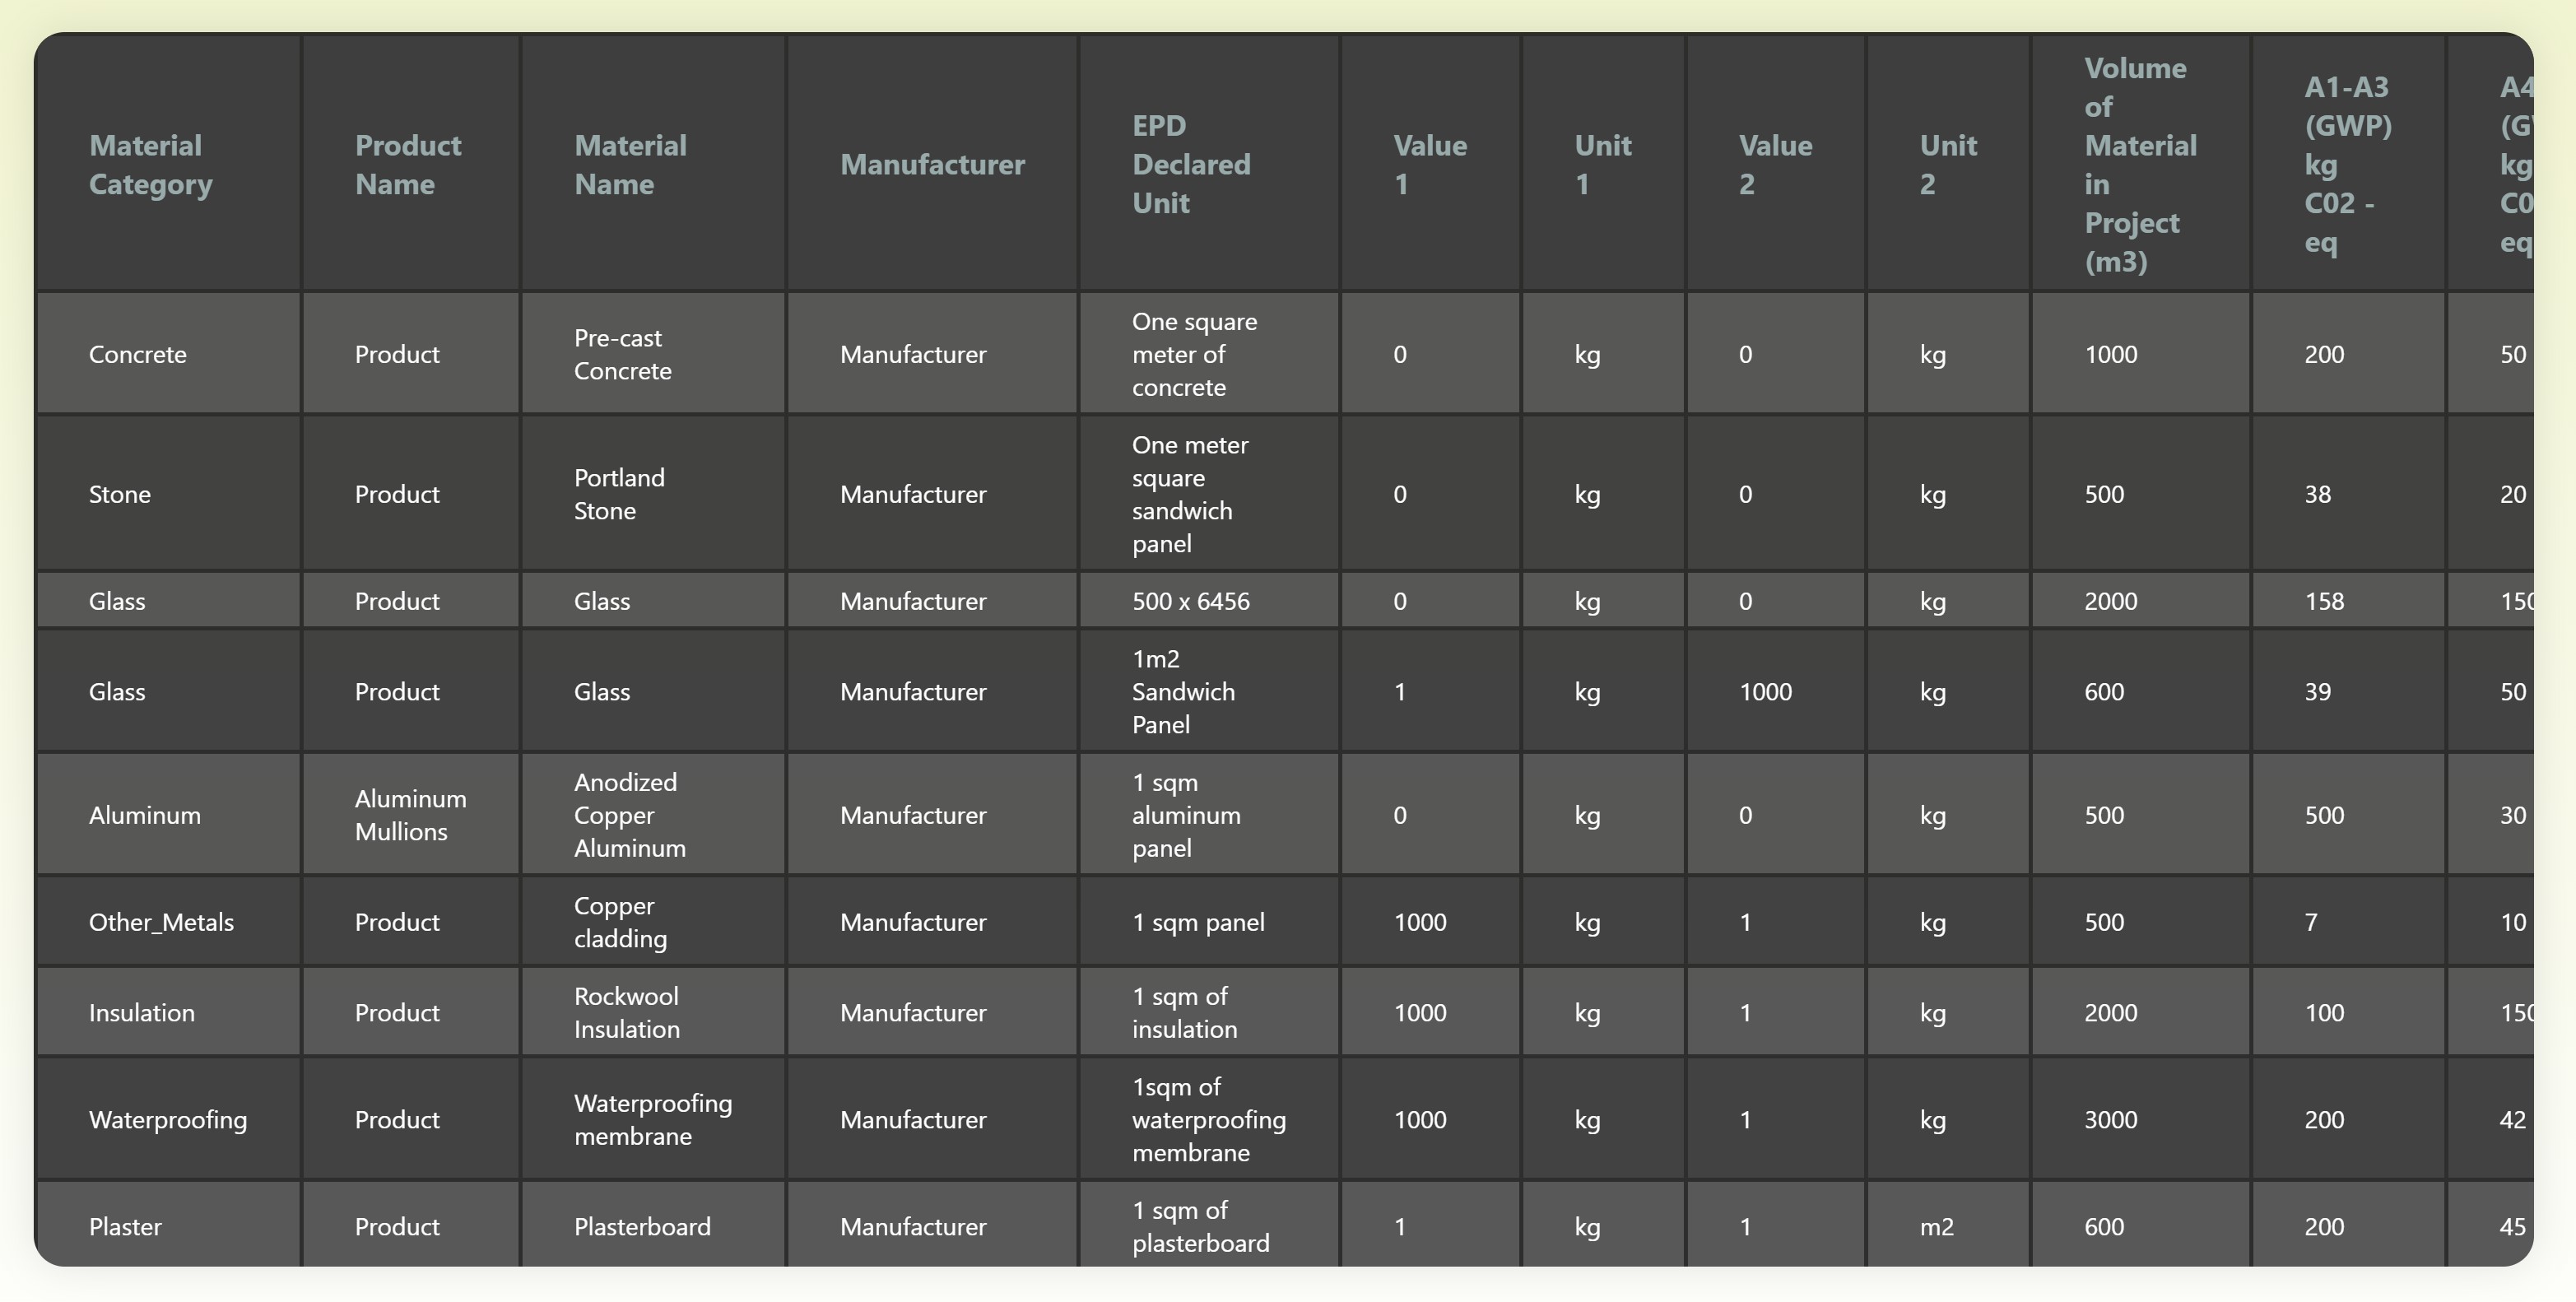 Material Category | Product Name | Material Name | Manufacturer | EPD Declared Unit | Value 1 | Unit 1 | Value 2 | Unit 2 | Volume of Material in Project (m3) | A1-A3 (GWP) kg C02 - eq | A4 kg eq
Concrete | Product | Pre-cast Concrete | Manufacturer | One square meter of concrete | 0 | kg | 0 | kg | 1000 | 200 | 50
Stone | Product | Portland Stone | Manufacturer | One meter square sandwich panel | 0 | kg | 0 | kg | 500 | 38 | 20
Glass | Product | Glass | Manufacturer | 500 x 6456 | 0 | kg | 0 | kg | 2000 | 158 | 150
Glass | Product | Glass | Manufacturer | 1m2 Sandwich Panel | 1 | kg | 1000 | kg | 600 | 39 | 50
Aluminum | Aluminum Mullions | Anodized Copper Aluminum | Manufacturer | 1 sqm aluminum panel | 0 | kg | 0 | kg | 500 | 500 | 30
Other_Metals | Product | Copper cladding | Manufacturer | 1 sqm panel | 1000 | kg | 1 | kg | 500 | 7 | 10
Insulation | Product | Rockwool Insulation | Manufacturer | 1 sqm of insulation | 1000 | kg | 1 | kg | 2000 | 100 | 150
Waterproofing | Product | Waterproofing membrane | Manufacturer | 1sqm of waterproofing membrane | 1000 | kg | 1 | kg | 3000 | 200 | 42
Plaster | Product | Plasterboard | Manufacturer | 1 sqm of plasterboard | 1 | kg | 1 | m2 | 600 | 200 | 45